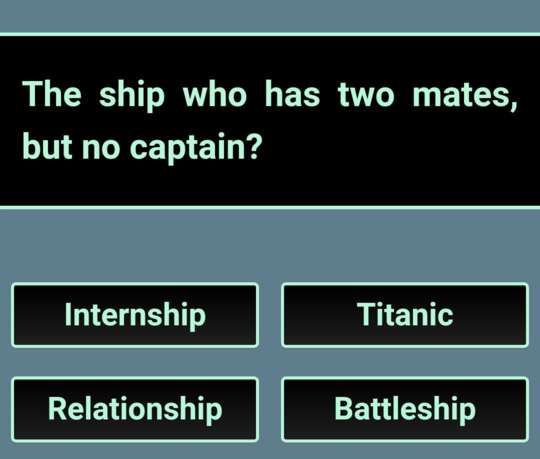 The ship who has two mates,
but no captain?
Internship
Titanic
Relationship
Battleship